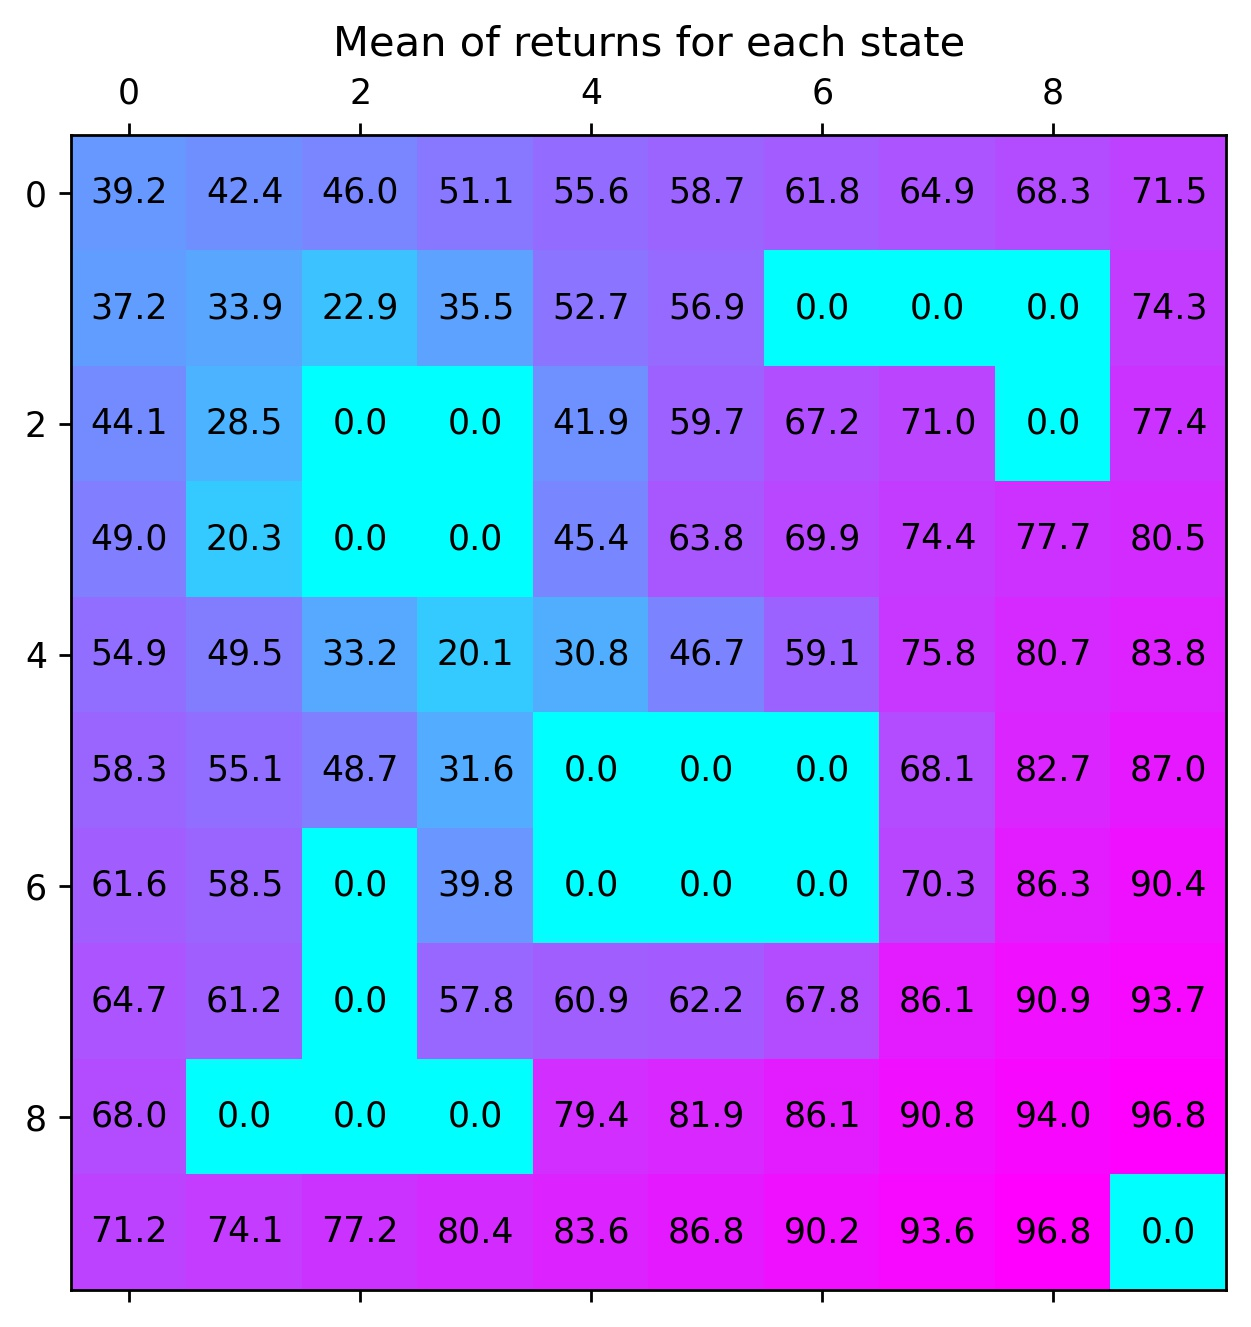 Mean of returns for each state
0 2 4 6 8
0 39.2 42.4 46.0 51.1 55.6 58.7 61.8 64.9 68.3 71.5
37.2 33.9 22.9 35.5 52.7 56.9 0.0 0.0 0.0 74.3
2 44.1 28.5 0.0 0.0 41.9 59.7 67.2 71.0 0.0 77.4
49.0 20.3 0.0 0.0 45.4 63.8 69.9 74.4 77.7 80.5
4 54.9 49.5 33.2 20.1 30.8 46.7 59.1 75.8 80.7 83.8
58.3 55.1 48.7 31.6 0.0 0.0 0.0 68.1 82.7 87.0
6 61.6 58.5 0.0 39.8 0.0 0.0 0.0 70.3 86.3 90.4
64.7 61.2 0.0 57.8 60.9 62.2 67.8 86.1 90.9 93.7
8 68.0 0.0 0.0 0.0 79.4 81.9 86.1 90.8 94.0 96.8
71.2 74.1 77.2 80.4 83.6 86.8 90.2 93.6 96.8 0.0